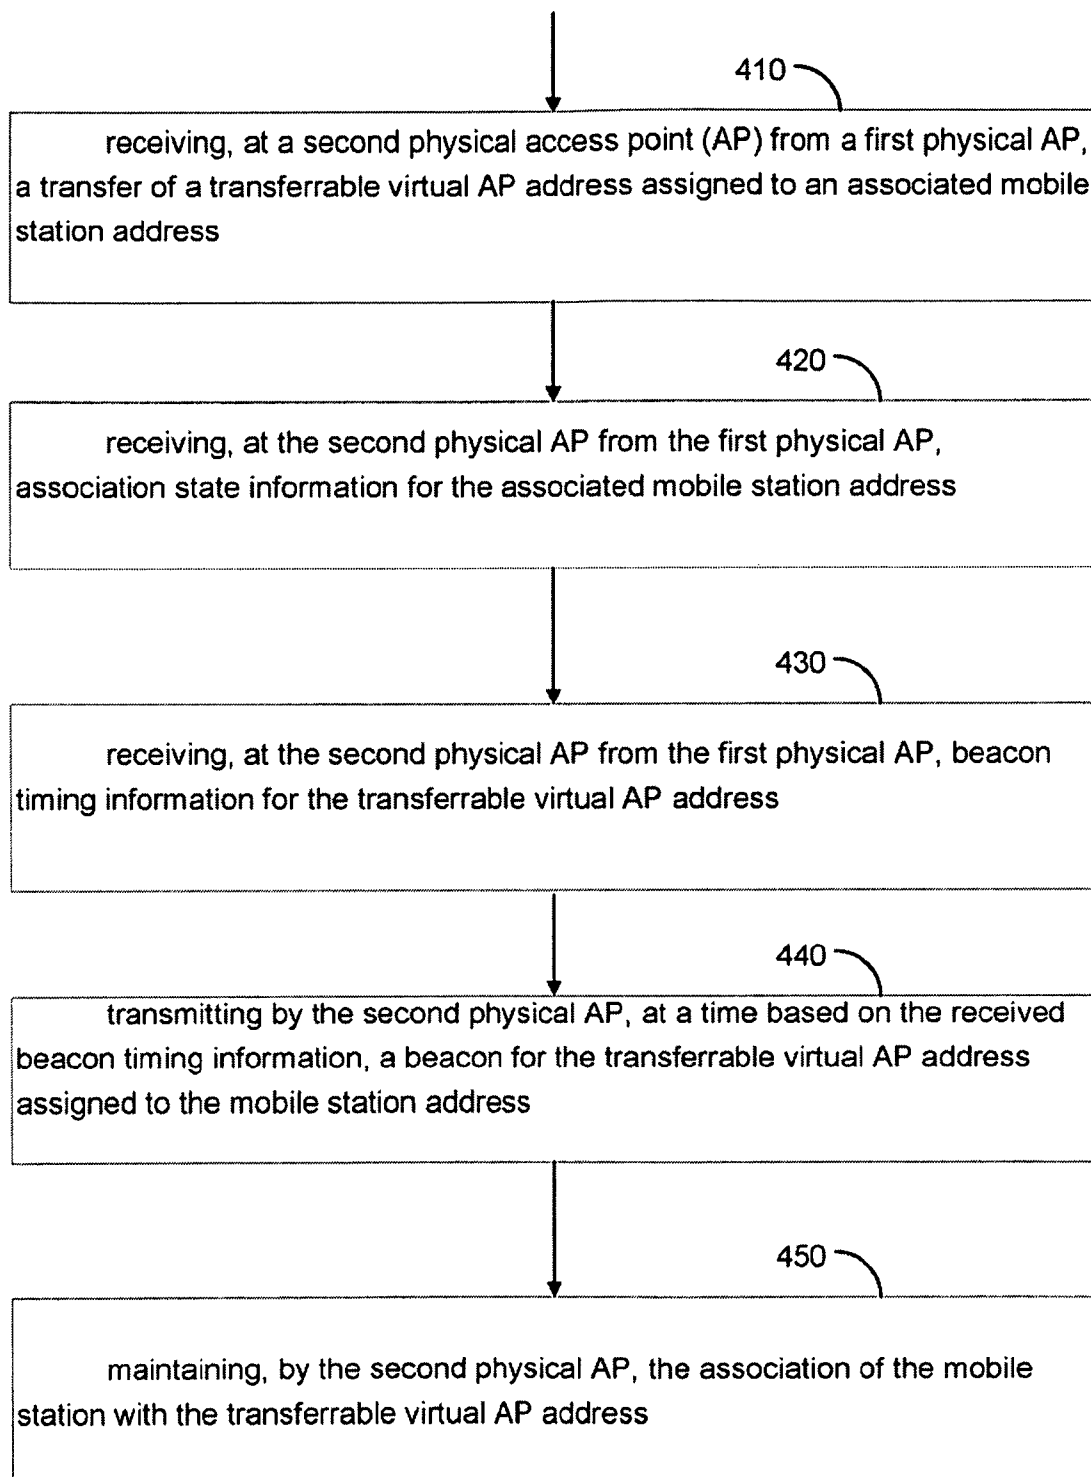 410
receiving, at a second physical access point (AP) from a first physical AP,
a transfer of a transferrable virtual AP address assigned to an associated mobile
station address
420
receiving, at the second physical AP from the first physical AP,
association state information for the associated mobile station address
430
receiving, at the second physical AP from the first physical AP, beacon
timing information for the transferrable virtual AP address
440
transmitting by the second physical AP, at a time based on the received
beacon timing information, a beacon for the transferrable virtual AP address
assigned to the mobile station address
450
maintaining, by the second physical AP, the association of the mobile
station with the transferrable virtual AP address